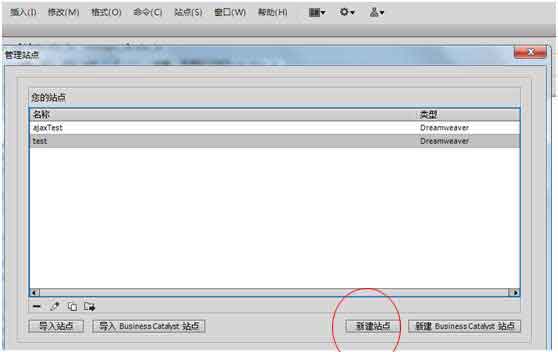 插入(I) 修改(M) 格式(O) 命令(C) 站点(S) 窗口(W) 帮助(H)
管理站点
您的站点
名称 类型
ajaxTest Dreamweaver
test Dreamweaver
导入站点 导入 Business Catalyst 站点 新建站点 新建 Business Catalyst 站点